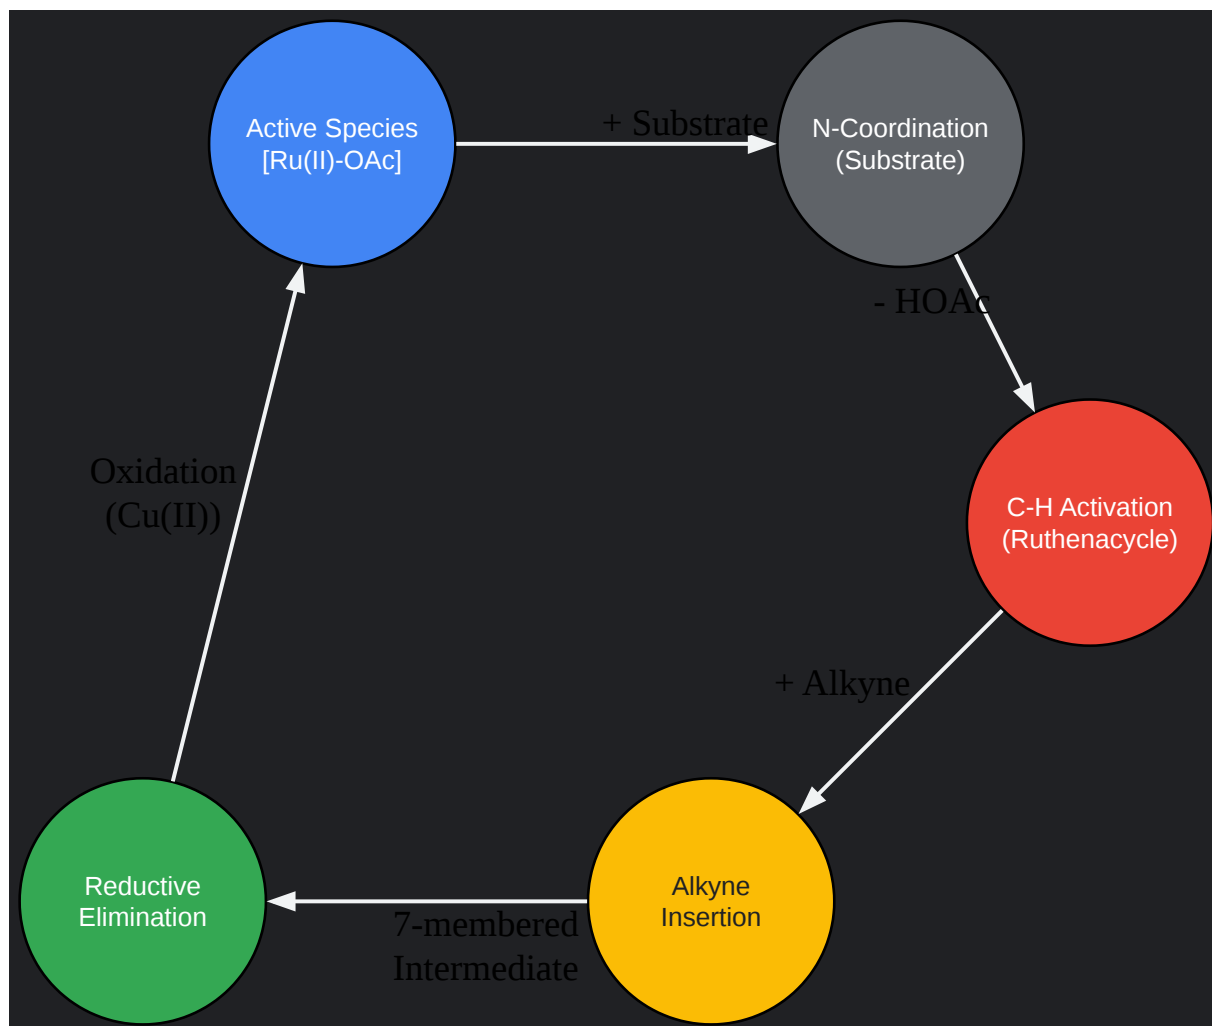 Active Species
[Ru(II)-OAc]
+ Substrate
N-Coordination
(Substrate)
- HOAc
C-H Activation
(Ruthenacycle)
+ Alkyne
Alkyne
Insertion
7-membered
Intermediate
Reductive
Elimination
Oxidation
(Cu(II))